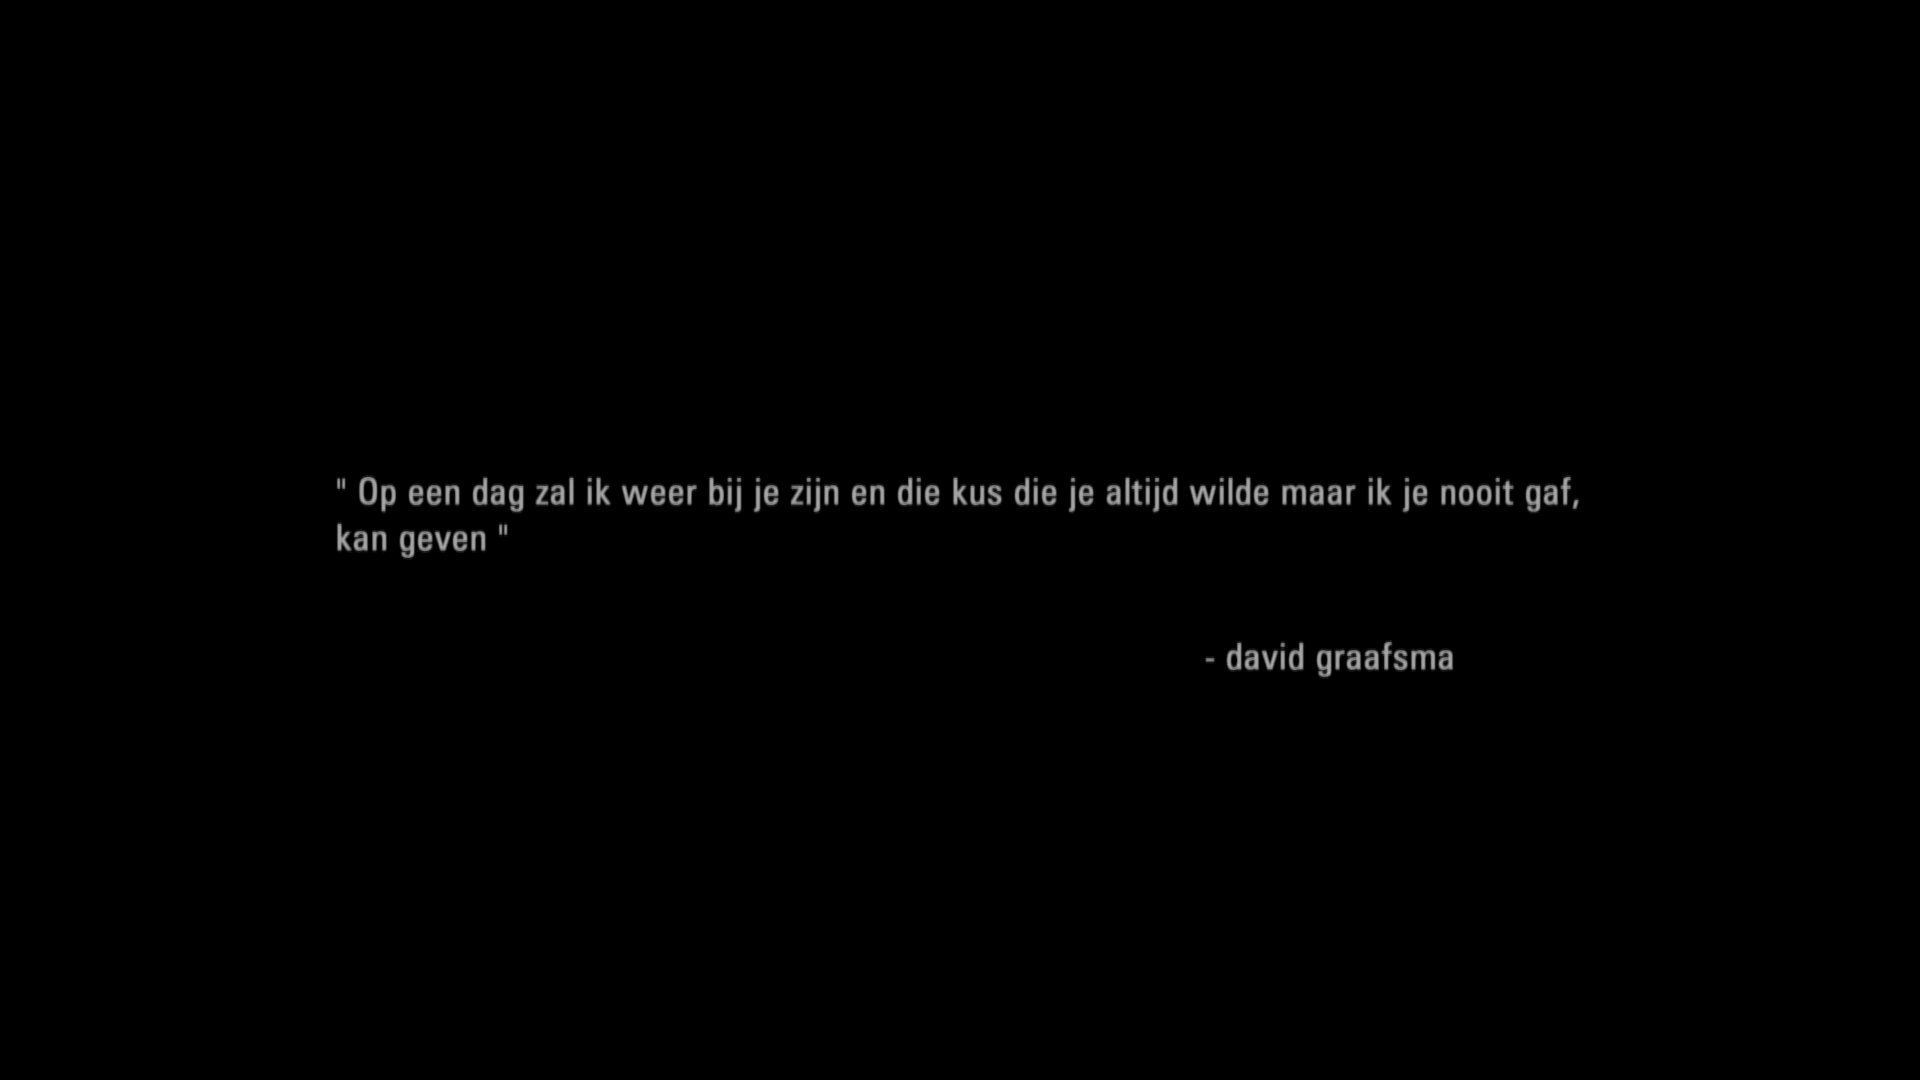 " Op een dag zal ik weer bij je zijn en die kus die je altijd wilde maar ik je nooit gaf,
kan geven "
- david graafsma